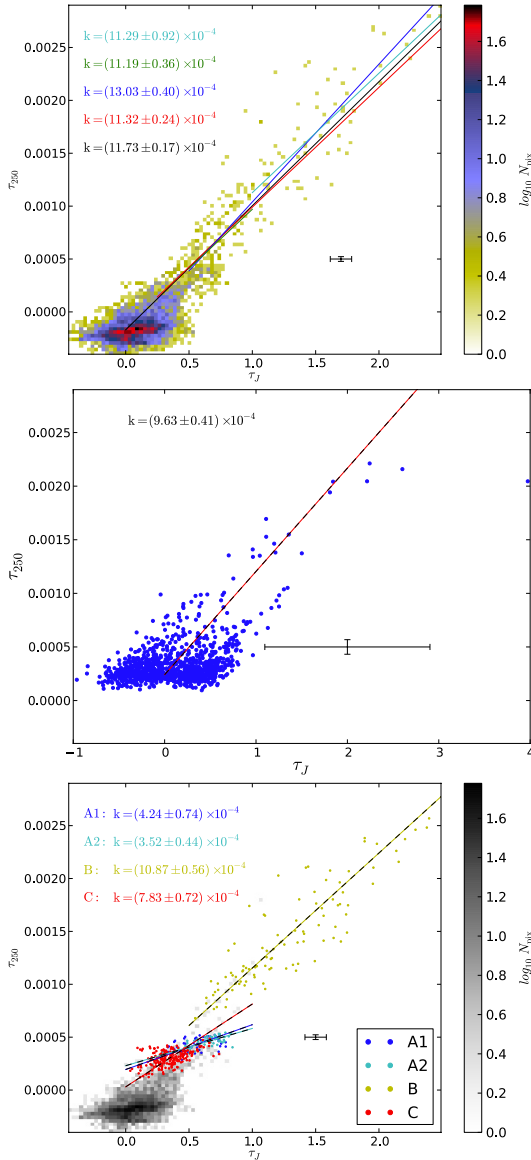 k=(11.29±0.92)×10⁻⁴
k=(11.19±0.36)×10⁻⁴
k=(13.03±0.40)×10⁻⁴
k=(11.32±0.24)×10⁻⁴
k=(11.73±0.17)×10⁻⁴
0.0025
0.0020
0.0015
0.0010
0.0005
0.0000
τ₂₅₀
0.0 0.5 1.0 1.5 2.0
τ_J
1.6
1.4
1.2
1.0
0.8
0.6
0.4
0.2
0.0
log₁₀ N_pix
k=(9.63±0.41)×10⁻⁴
0.0025
0.0020
0.0015
0.0010
0.0005
0.0000
τ₂₅₀
−1 0 1 2 3 4
τ_J
A1: k=(4.24±0.74)×10⁻⁴
A2: k=(3.52±0.44)×10⁻⁴
B: k=(10.87±0.56)×10⁻⁴
C: k=(7.83±0.72)×10⁻⁴
0.0025
0.0020
0.0015
0.0010
0.0005
0.0000
τ₂₅₀
A1
A2
B
C
0.0 0.5 1.0 1.5 2.0
τ_J
1.6
1.4
1.2
1.0
0.8
0.6
0.4
0.2
0.0
log₁₀ N_pix